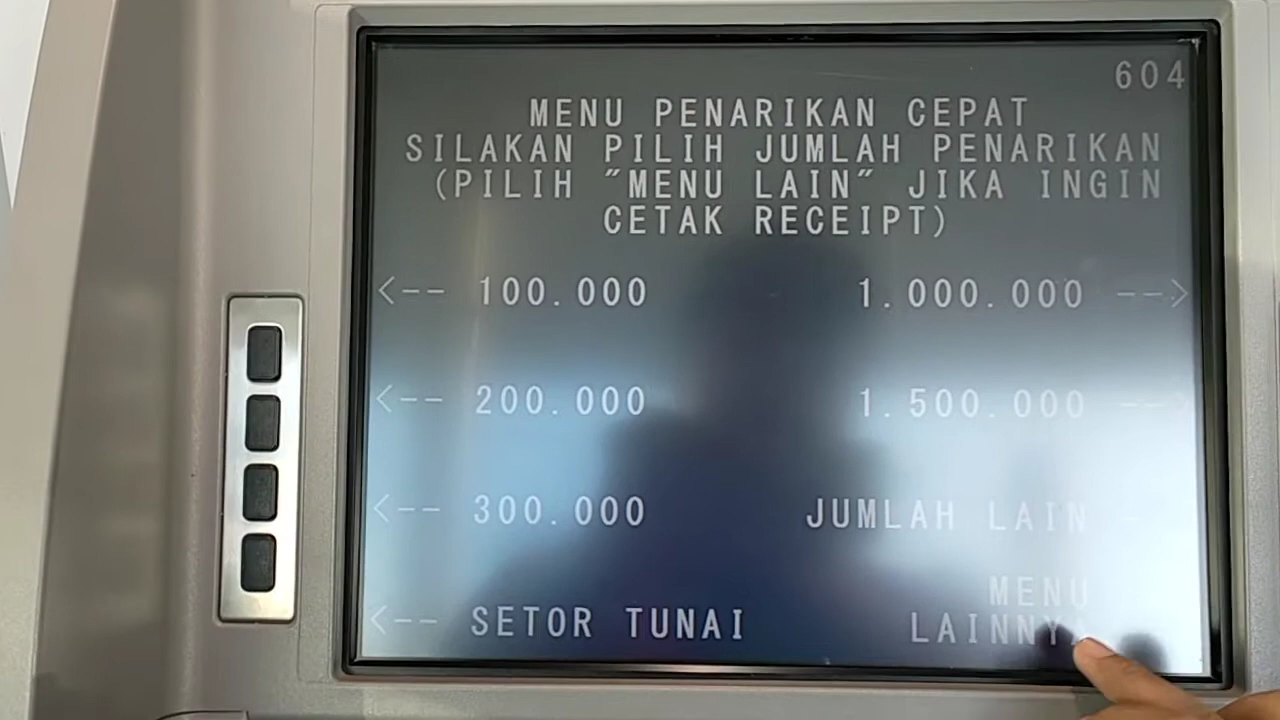 604
MENU PENARIKAN CEPAT
SILAKAN PILIH JUMLAH PENARIKAN
(PILIH "MENU LAIN" JIKA INGIN
CETAK RECEIPT)
<-- 100.000 1.000.000 -->
<-- 200.000 1.500.000 -->
<-- 300.000 JUMLAH LAIN
MENU
<-- SETOR TUNAI LAINNYA